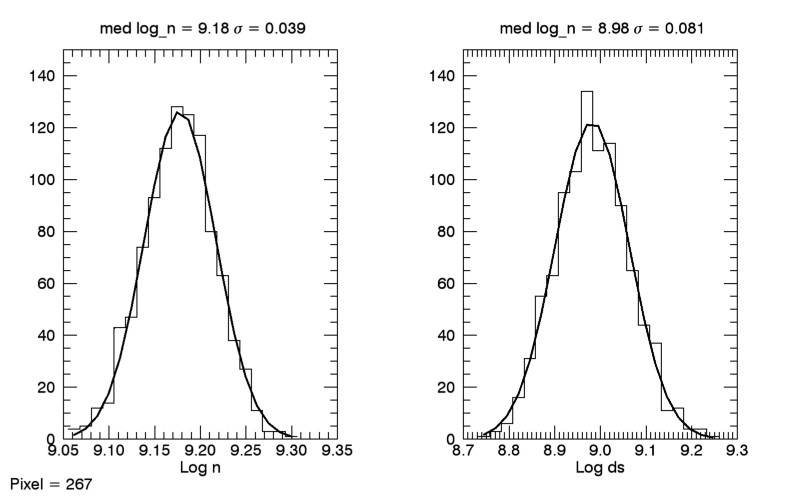 med log_n = 9.18 σ = 0.039
140
120
100
80
60
40
20
0
9.05 9.10 9.15 9.20 9.25 9.30 9.35
Log n
med log_n = 8.98 σ = 0.081
140
120
100
80
60
40
20
0
8.7 8.8 8.9 9.0 9.1 9.2 9.3
Log ds
Pixel = 267